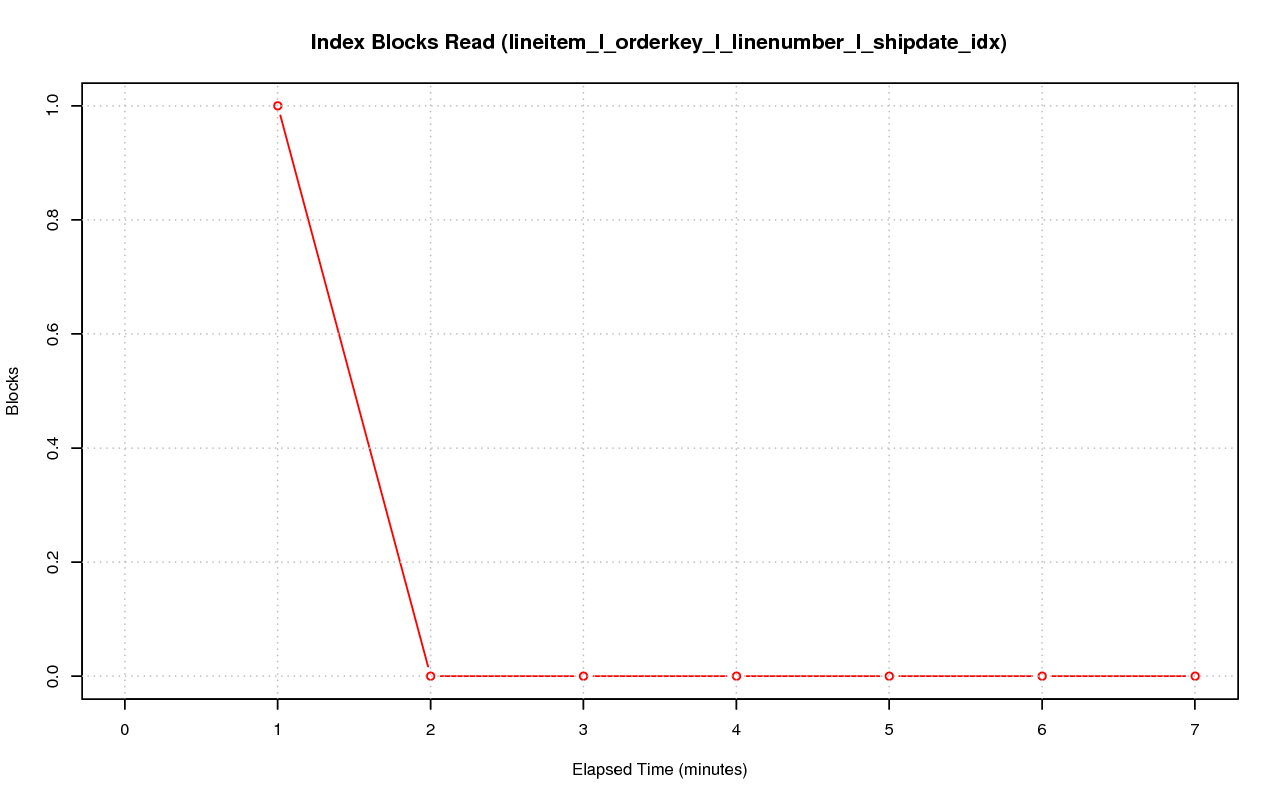 Index Blocks Read (lineitem_l_orderkey_l_linenumber_l_shipdate_idx)
1.0
0.8
0.6
0.4
0.2
0.0
Blocks
0 1 2 3 4 5 6 7
Elapsed Time (minutes)